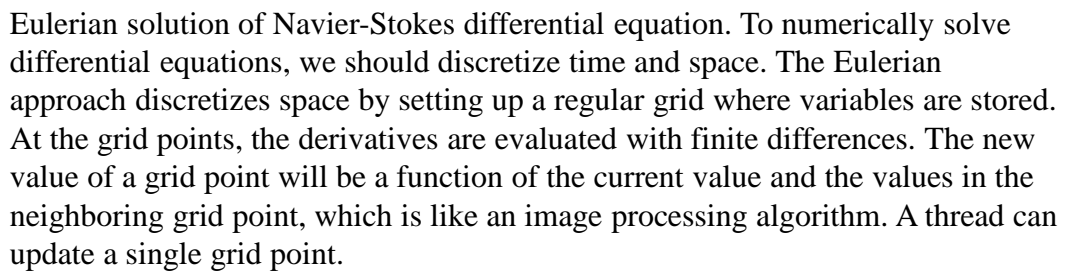 Eulerian solution of Navier-Stokes differential equation. To numerically solve
differential equations, we should discretize time and space. The Eulerian
approach discretizes space by setting up a regular grid where variables are stored.
At the grid points, the derivatives are evaluated with finite differences. The new
value of a grid point will be a function of the current value and the values in the
neighboring grid point, which is like an image processing algorithm. A thread can
update a single grid point.